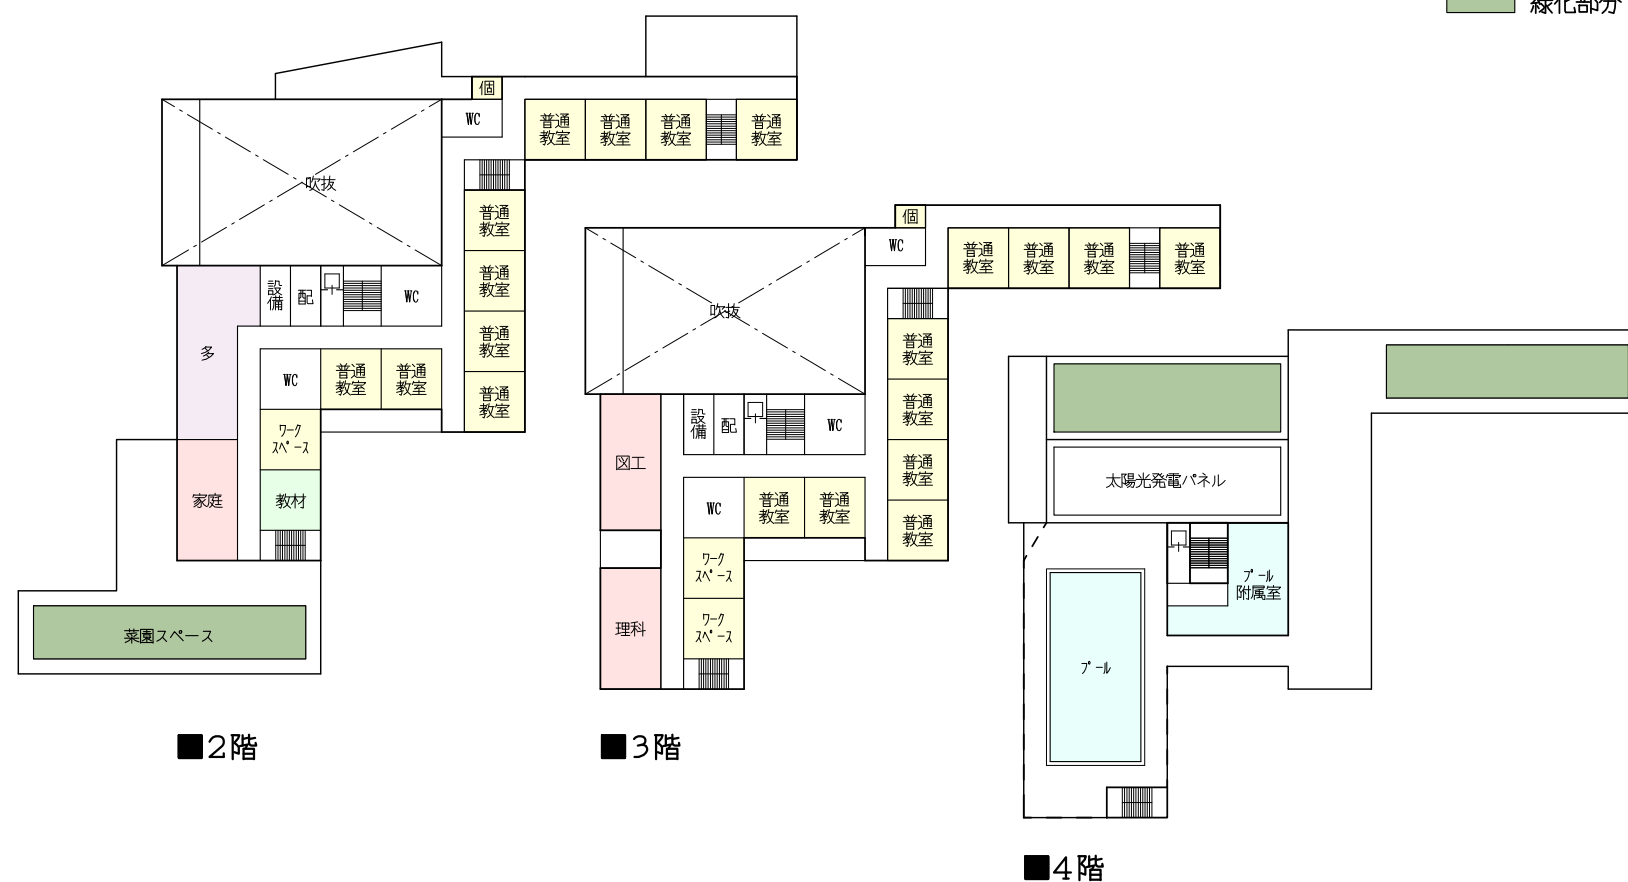 緑化部分
個
WC
普通
教室
普通
教室
普通
教室
普通
教室
吹抜
普通
教室
普通
教室
普通
教室
普通
教室
設備
配
WC
多
WC
普通
教室
普通
教室
ワーク
スペース
家庭
教材
菜園スペース
■2階
個
WC
普通
教室
普通
教室
普通
教室
普通
教室
吹抜
普通
教室
普通
教室
普通
教室
普通
教室
設備
配
WC
図工
WC
普通
教室
普通
教室
ワーク
スペース
ワーク
スペース
理科
■3階
太陽光発電パネル
プール
附属室
プール
■4階